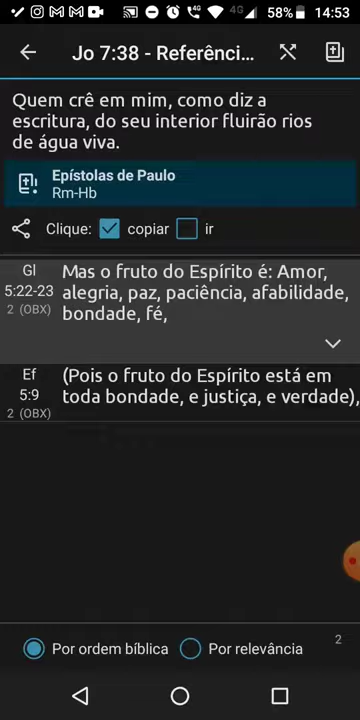 4G 58% 14:53
Jo 7:38 - Referênci...
Quem crê em mim, como diz a
escritura, do seu interior fluirão rios
de água viva.
Epístolas de Paulo
Rm-Hb
Clique: copiar ir
Gl
5:22-23
2 (OBX)
Mas o fruto do Espírito é: Amor,
alegria, paz, paciência, afabilidade,
bondade, fé,
Ef
5:9
2 (OBX)
(Pois o fruto do Espírito está em
toda bondade, e justiça, e verdade),
Por ordem bíblica Por relevância 2